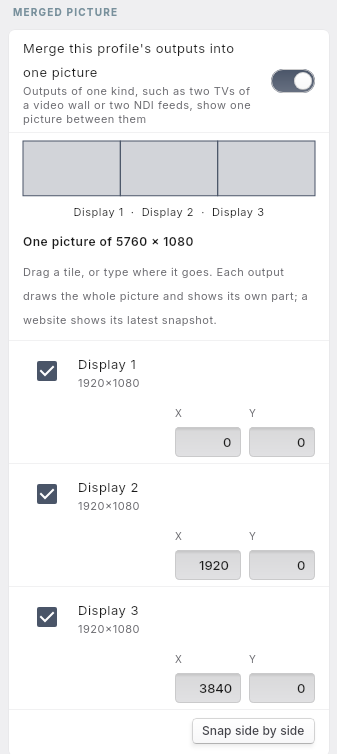 MERGED PICTURE
Merge this profile's outputs into
one picture
Outputs of one kind, such as two TVs of
a video wall or two NDI feeds, show one
picture between them
Display 1 · Display 2 · Display 3
One picture of 5760 × 1080
Drag a tile, or type where it goes. Each output
draws the whole picture and shows its own part; a
website shows its latest snapshot.
Display 1
1920×1080
X Y
0 0
Display 2
1920×1080
X Y
1920 0
Display 3
1920×1080
X Y
3840 0
Snap side by side